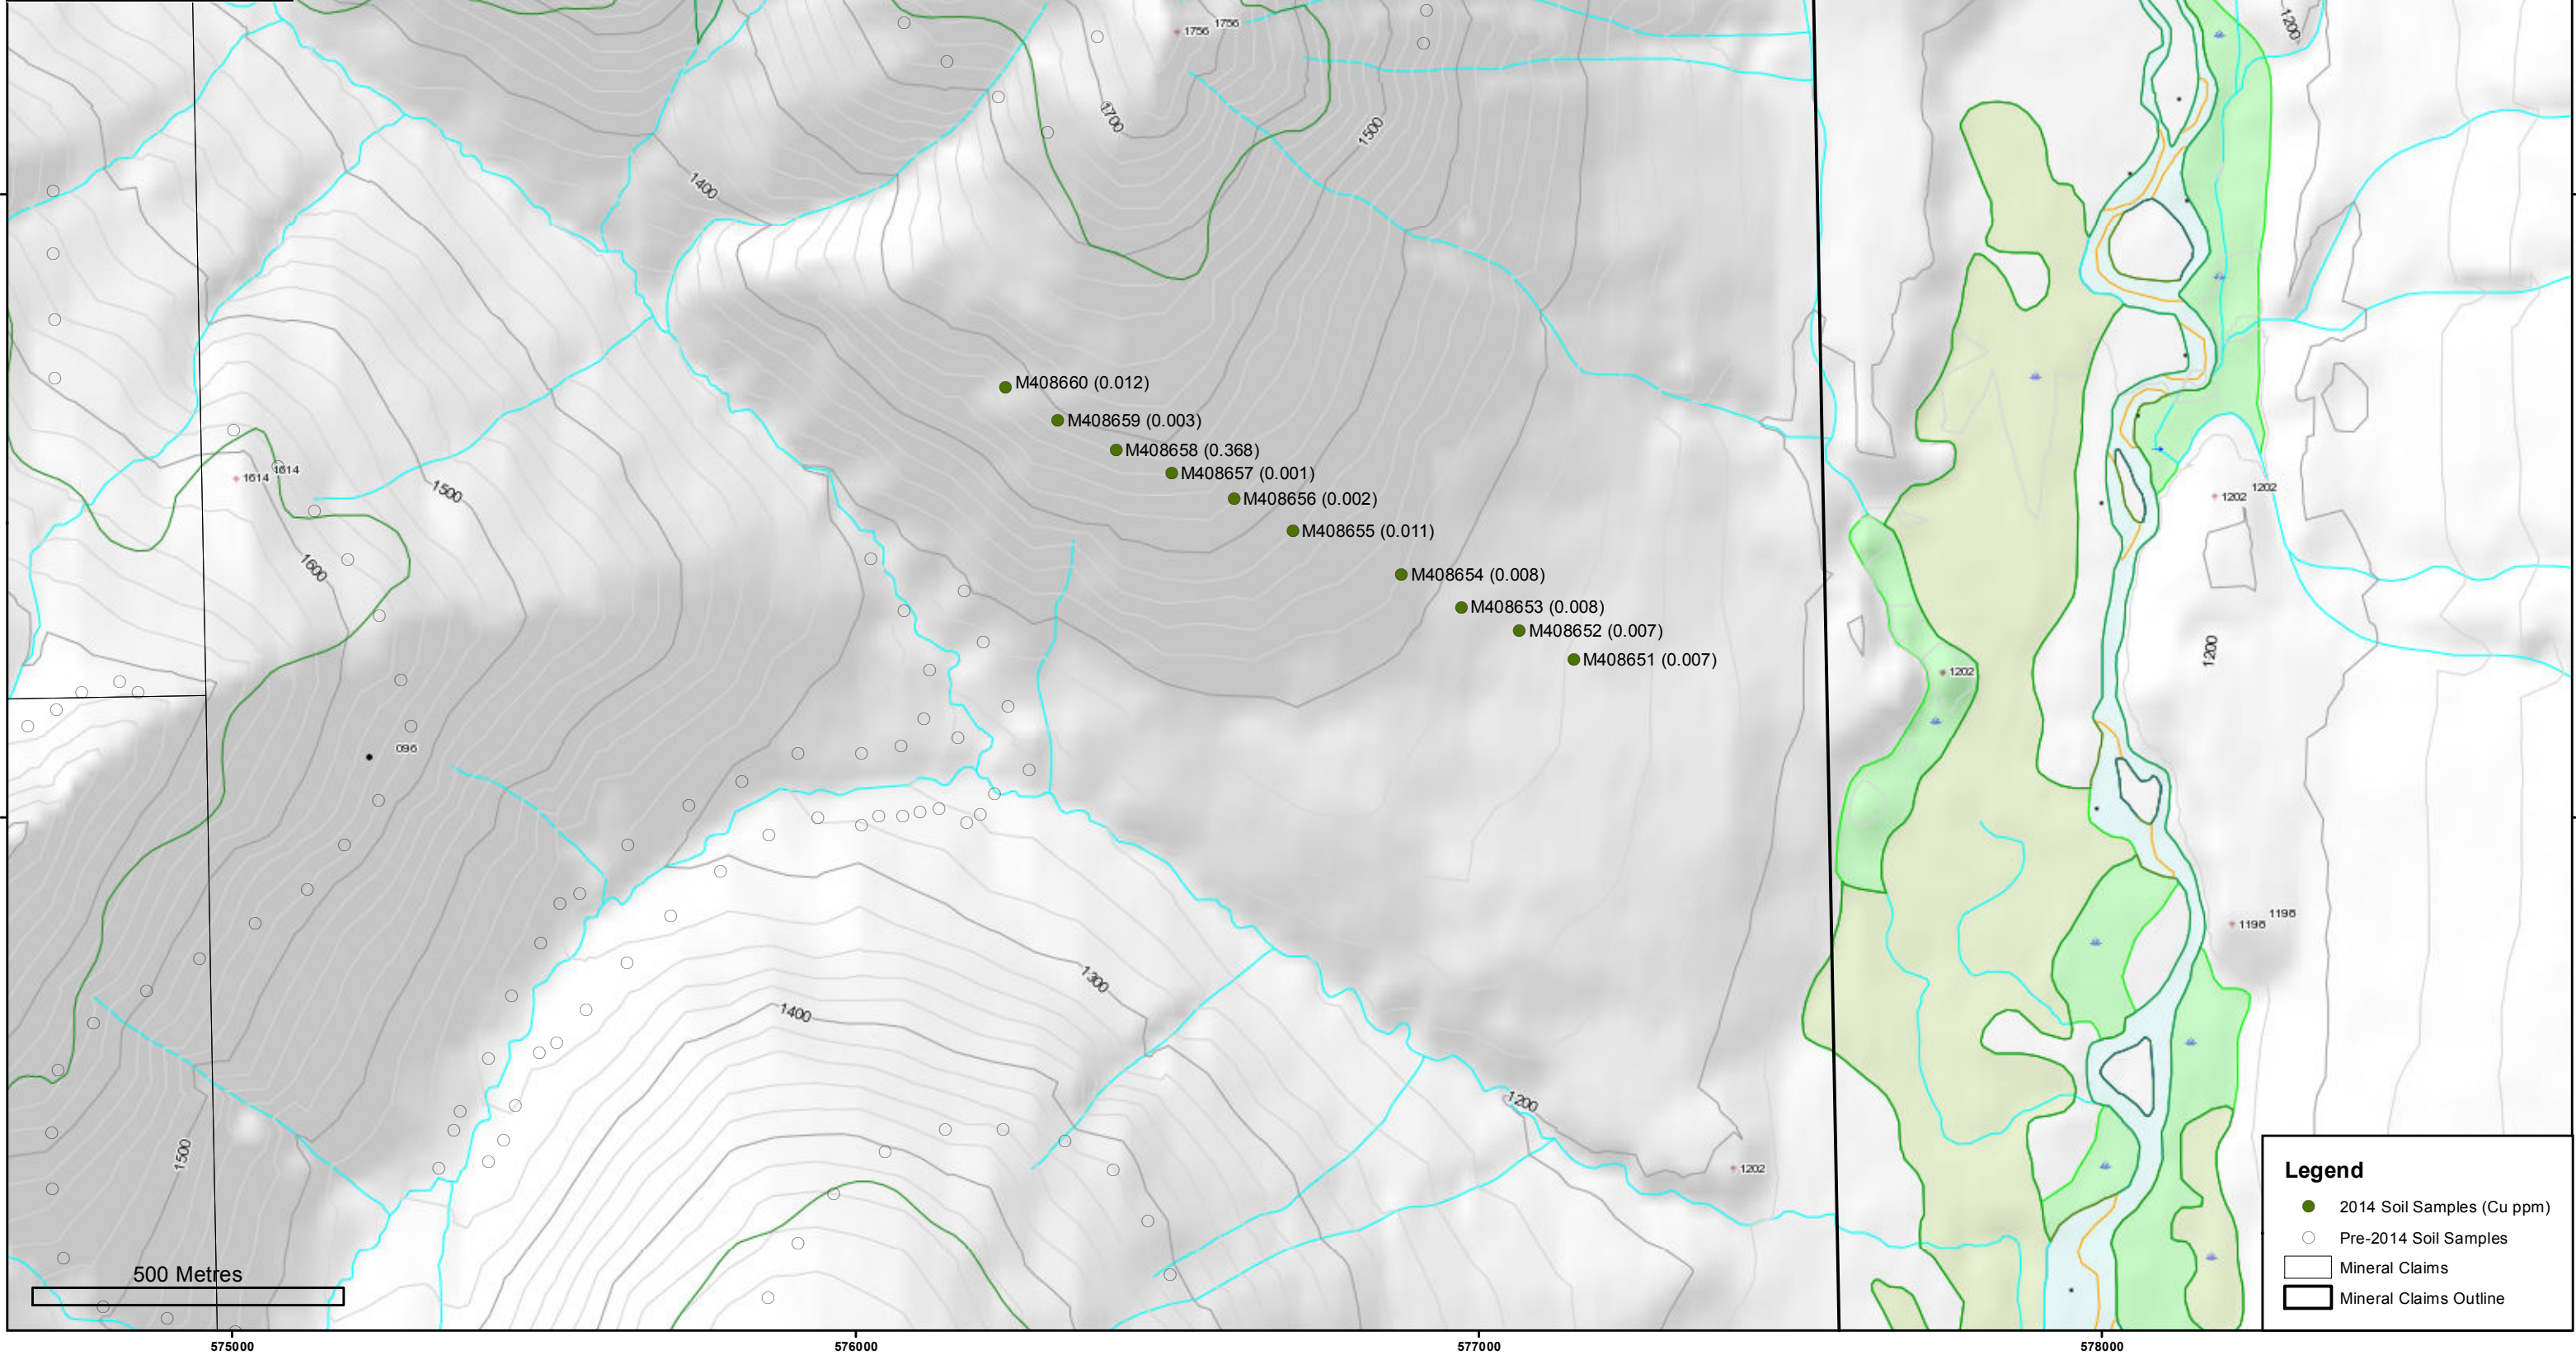 1756 1756
1200
1700
1500
1400
M408660 (0.012)
M408659 (0.003)
M408658 (0.368)
M408657 (0.001)
M408656 (0.002)
M408655 (0.011)
M408654 (0.008)
M408653 (0.008)
M408652 (0.007)
M408651 (0.007)
1614 1614
1500
1600
1202 1202
1200
1202
096
1198 1198
1300
1400
1200
1500
1202
Legend
2014 Soil Samples (Cu ppm)
Pre-2014 Soil Samples
Mineral Claims
Mineral Claims Outline
500 Metres
575000 576000 577000 578000